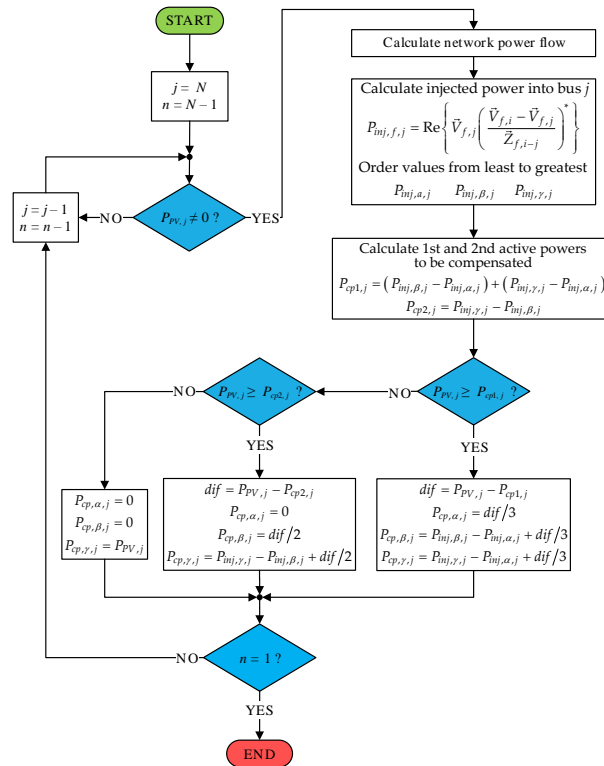 START
j = N
n = N − 1
j = j − 1
n = n − 1
NO
P_{PV, j} ≠ 0 ?
YES
Calculate network power flow
Calculate injected power into bus j
P_{inj, f, j} = Re { \vec{V}_{f,j} ( \frac{\vec{V}_{f,i} − \vec{V}_{f,j}}{\vec{Z}_{f,i−j}} )^* }
Order values from least to greatest
P_{inj,a,j} P_{inj,β,j} P_{inj,γ,j}
Calculate 1st and 2nd active powers
to be compensated
P_{cp1, j} = (P_{inj,β, j} − P_{inj,α, j}) + (P_{inj,γ, j} − P_{inj,α, j})
P_{cp2, j} = P_{inj,γ, j} − P_{inj,β, j}
P_{PV, j} ≥ P_{cp1, j} ?
NO
YES
P_{PV, j} ≥ P_{cp2, j} ?
NO
YES
P_{cp,α, j} = 0
P_{cp,β, j} = 0
P_{cp,γ, j} = P_{PV, j}
dif = P_{PV, j} − P_{cp2, j}
P_{cp,α, j} = 0
P_{cp,β, j} = dif/2
P_{cp,γ, j} = P_{inj,γ, j} − P_{inj,β, j} + dif/2
dif = P_{PV, j} − P_{cp1, j}
P_{cp,α, j} = dif/3
P_{cp,β, j} = P_{inj,β, j} − P_{inj,α, j} + dif/3
P_{cp,γ, j} = P_{inj,γ, j} − P_{inj,α, j} + dif/3
NO
n = 1 ?
YES
END